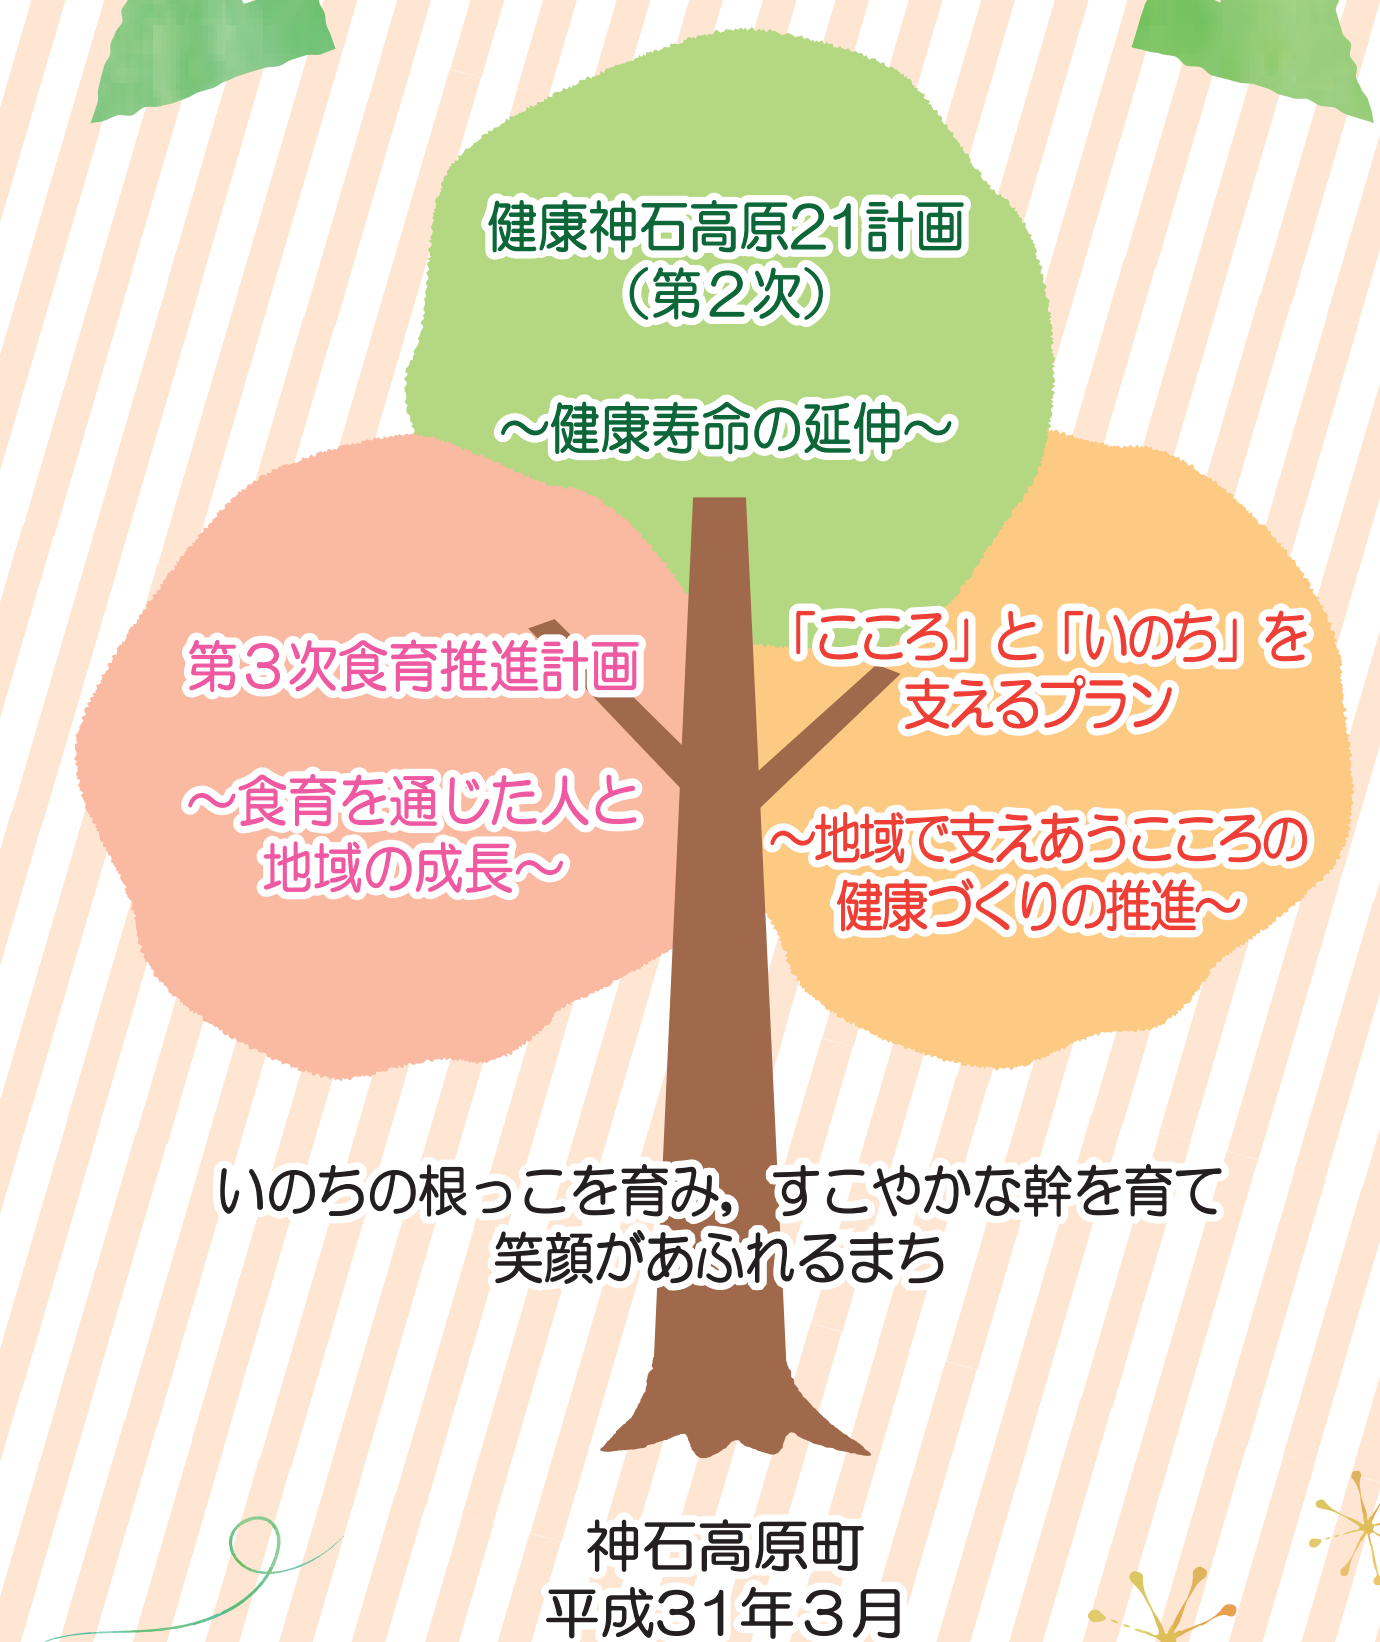 健康神石高原21計画
（第２次）
～健康寿命の延伸～
第３次食育推進計画
～食育を通じた人と
地域の成長～
「こころ」と「いのち」を
支えるプラン
～地域で支えあうこころの
健康づくりの推進～
いのちの根っこを育み，すこやかな幹を育て
笑顔があふれるまち
神石高原町
平成31年３月